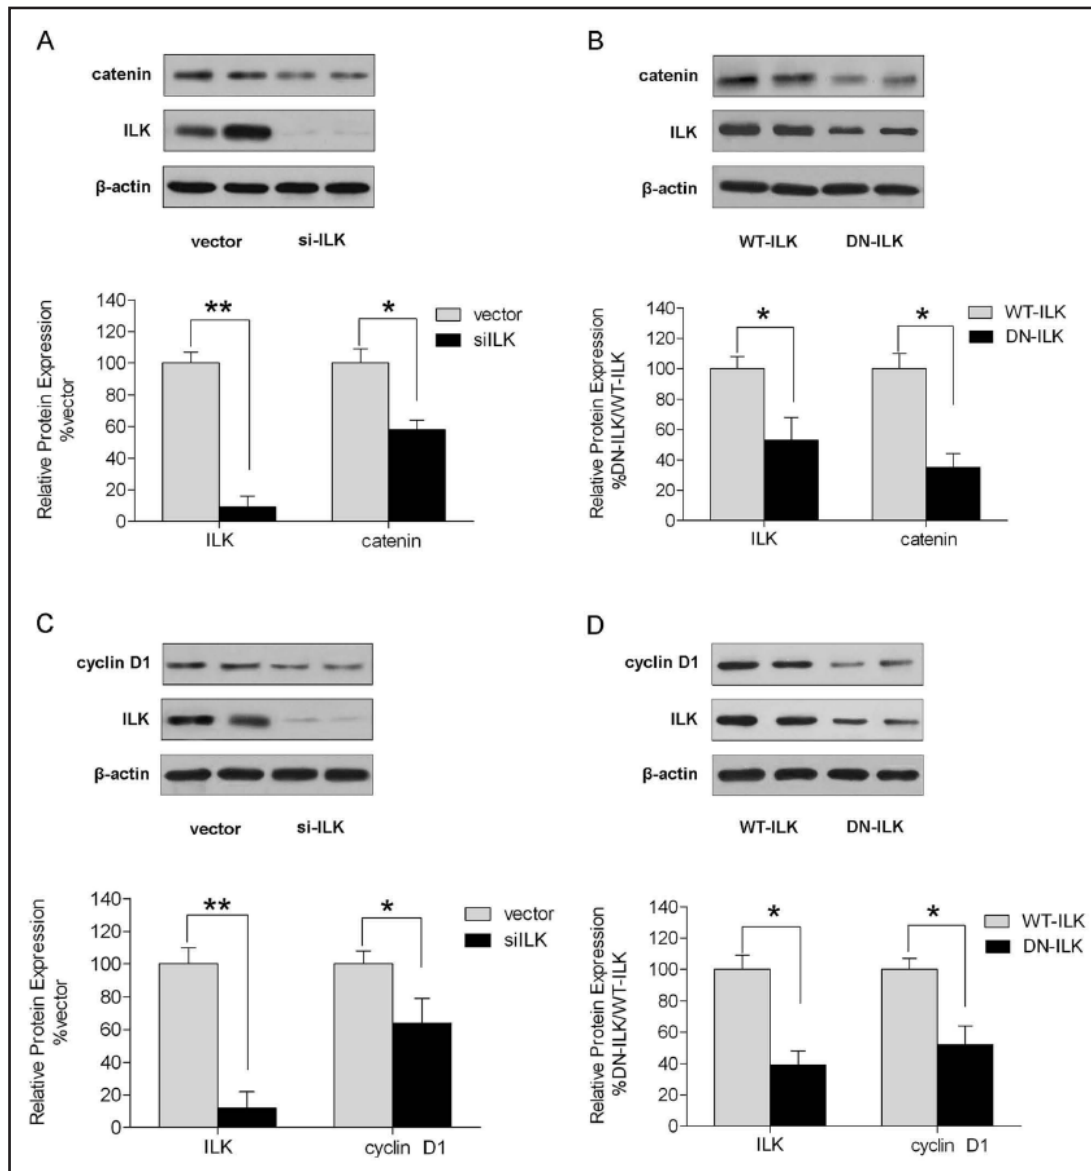 A
catenin
ILK
β-actin
vector si-ILK
Relative Protein Expression
%vector
140
120
100
80
60
40
20
0
**
*
vector
siILK
ILK catenin
B
catenin
ILK
β-actin
WT-ILK DN-ILK
Relative Protein Expression
%DN-ILK/WT-ILK
140
120
100
80
60
40
20
0
*
*
WT-ILK
DN-ILK
ILK catenin
C
cyclin D1
ILK
β-actin
vector si-ILK
Relative Protein Expression
%vector
140
120
100
80
60
40
20
0
**
*
vector
siILK
ILK cyclin D1
D
cyclin D1
ILK
β-actin
WT-ILK DN-ILK
Relative Protein Expression
%DN-ILK/WT-ILK
140
120
100
80
60
40
20
0
*
*
WT-ILK
DN-ILK
ILK cyclin D1